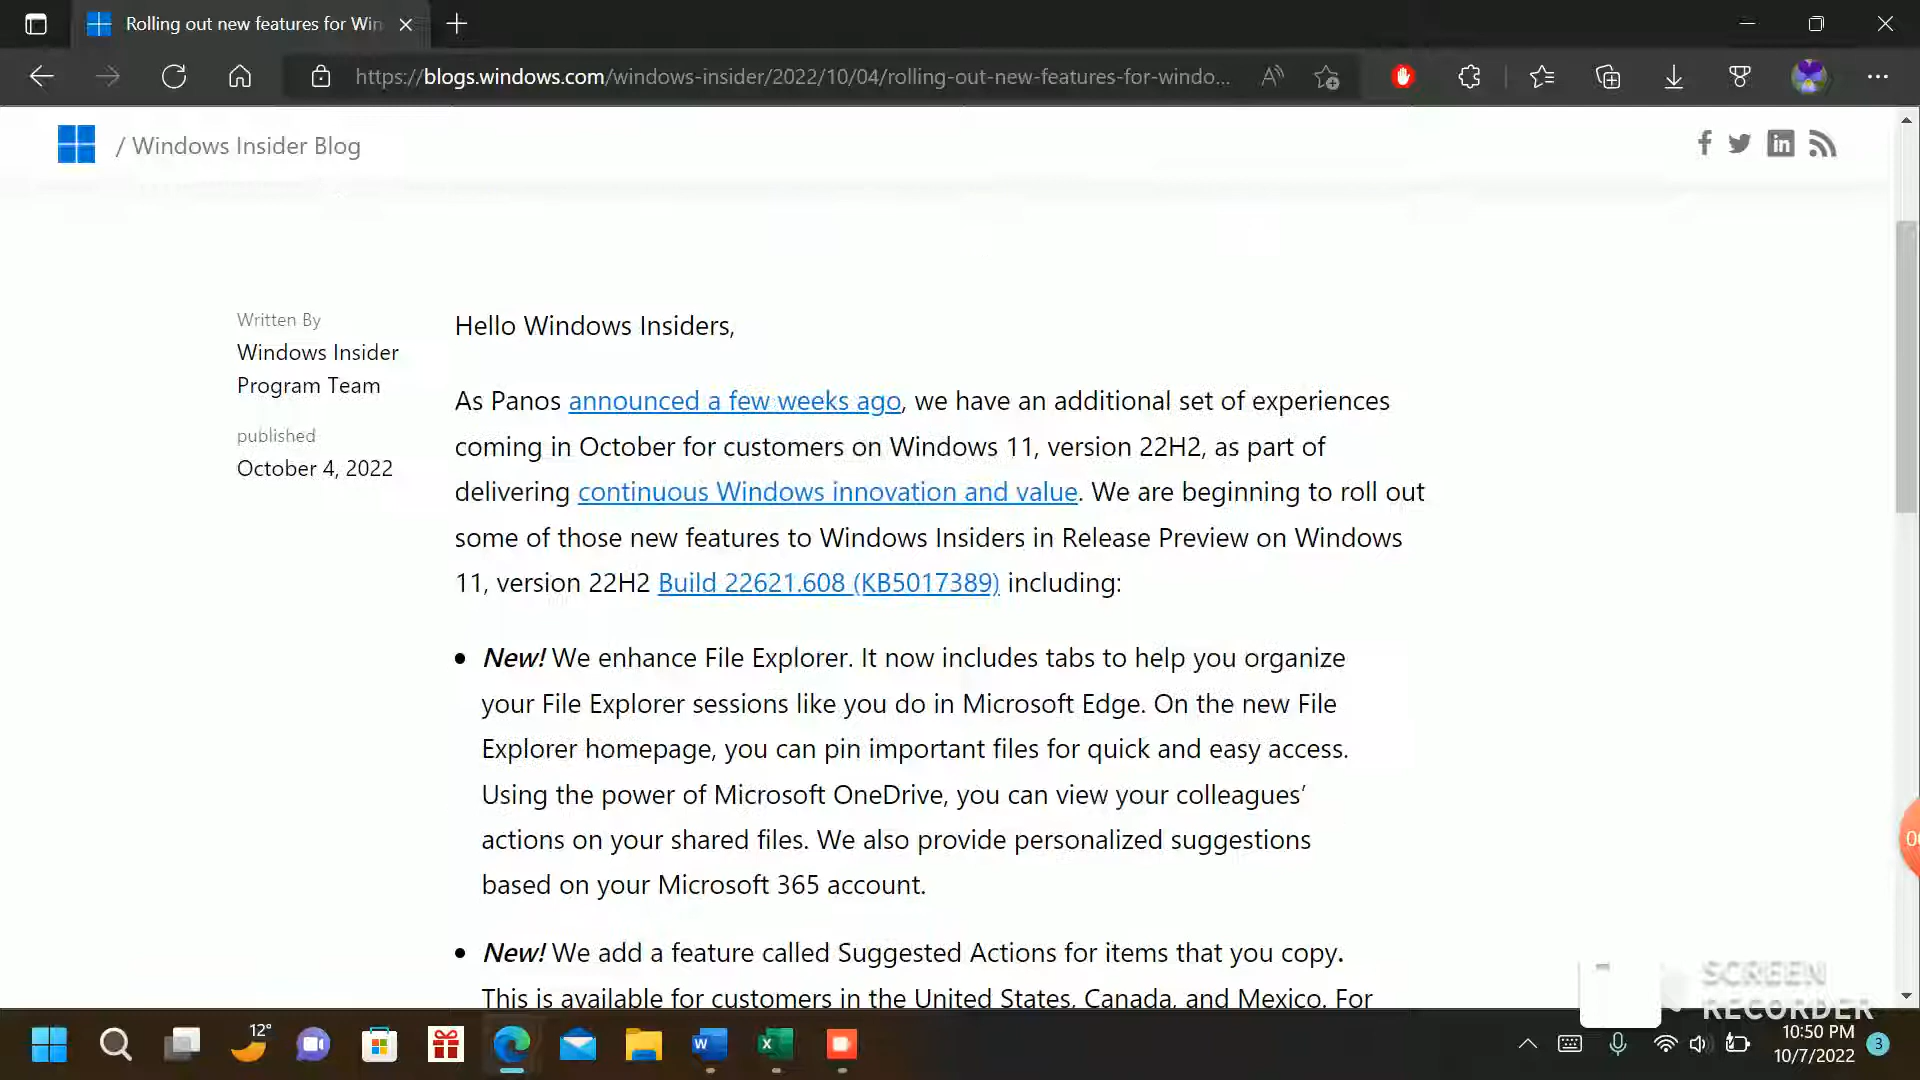 Rolling out new features for Win
https://blogs.windows.com/windows-insider/2022/10/04/rolling-out-new-features-for-windo...
/ Windows Insider Blog
Written By
Windows Insider
Program Team
published
October 4, 2022
Hello Windows Insiders,
As Panos announced a few weeks ago, we have an additional set of experiences
coming in October for customers on Windows 11, version 22H2, as part of
delivering continuous Windows innovation and value. We are beginning to roll out
some of those new features to Windows Insiders in Release Preview on Windows
11, version 22H2 Build 22621.608 (KB5017389) including:
• New! We enhance File Explorer. It now includes tabs to help you organize
your File Explorer sessions like you do in Microsoft Edge. On the new File
Explorer homepage, you can pin important files for quick and easy access.
Using the power of Microsoft OneDrive, you can view your colleagues’
actions on your shared files. We also provide personalized suggestions
based on your Microsoft 365 account.
• New! We add a feature called Suggested Actions for items that you copy.
This is available for customers in the United States, Canada, and Mexico. For
SCREEN
RECORDER
12°
10:50 PM
10/7/2022
3